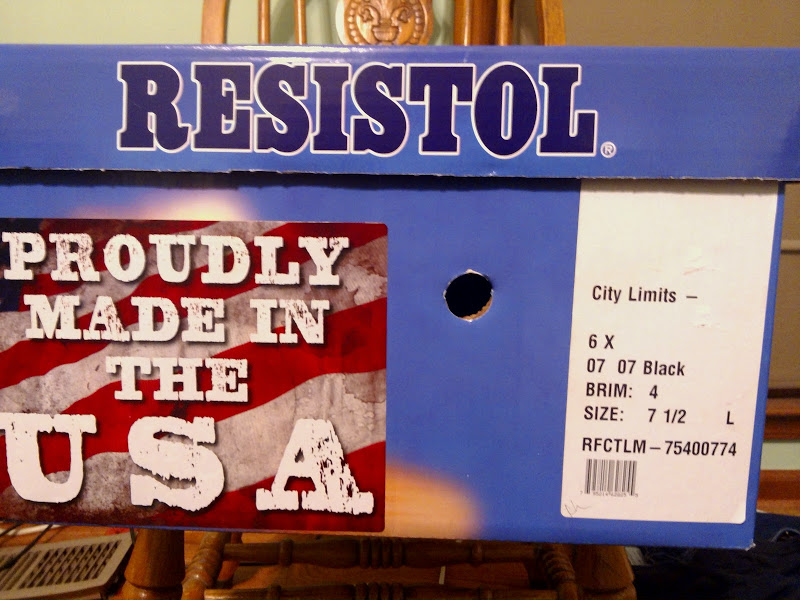 RESISTOL®
PROUDLY
MADE IN
THE
USA
City Limits –
6 X
07 07 Black
BRIM: 4
SIZE: 7 1/2 L
RFCTLM–75400774